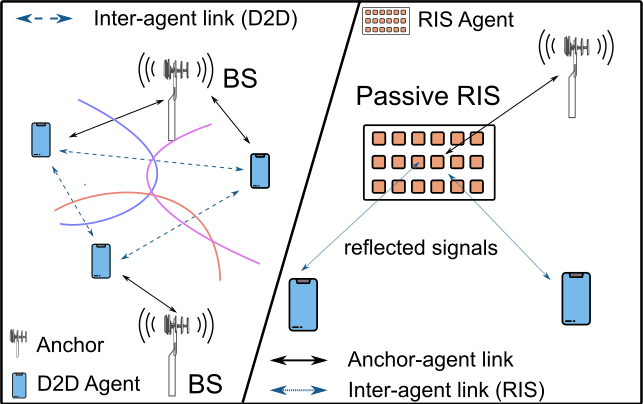 Inter-agent link (D2D)
BS
Anchor
D2D Agent
BS
RIS Agent
Passive RIS
reflected signals
Anchor-agent link
Inter-agent link (RIS)